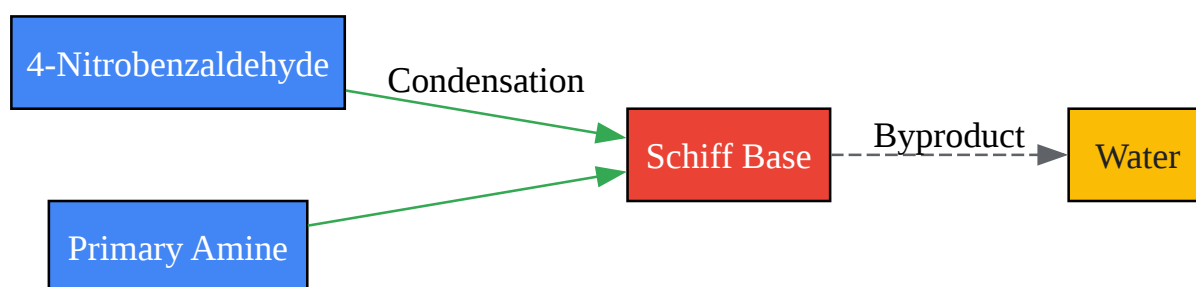 4-Nitrobenzaldehyde
Condensation
Primary Amine
Schiff Base
Byproduct
Water